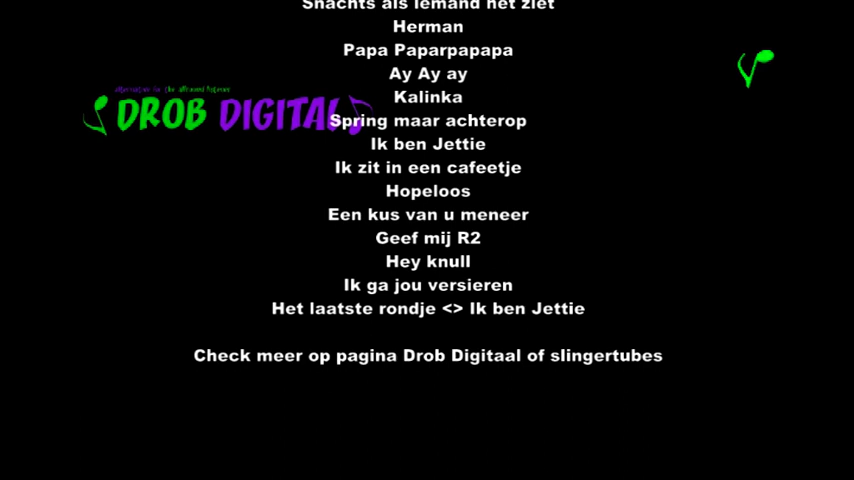 Snachts als iemand het ziet
Herman
Papa Paparpapapa
Ay Ay ay
Kalinka
DROB DIGITAL
Spring maar achterop
Ik ben Jettie
Ik zit in een cafeetje
Hopeloos
Een kus van u meneer
Geef mij R2
Hey knull
Ik ga jou versieren
Het laatste rondje <> Ik ben Jettie
Check meer op pagina Drob Digitaal of slingertubes